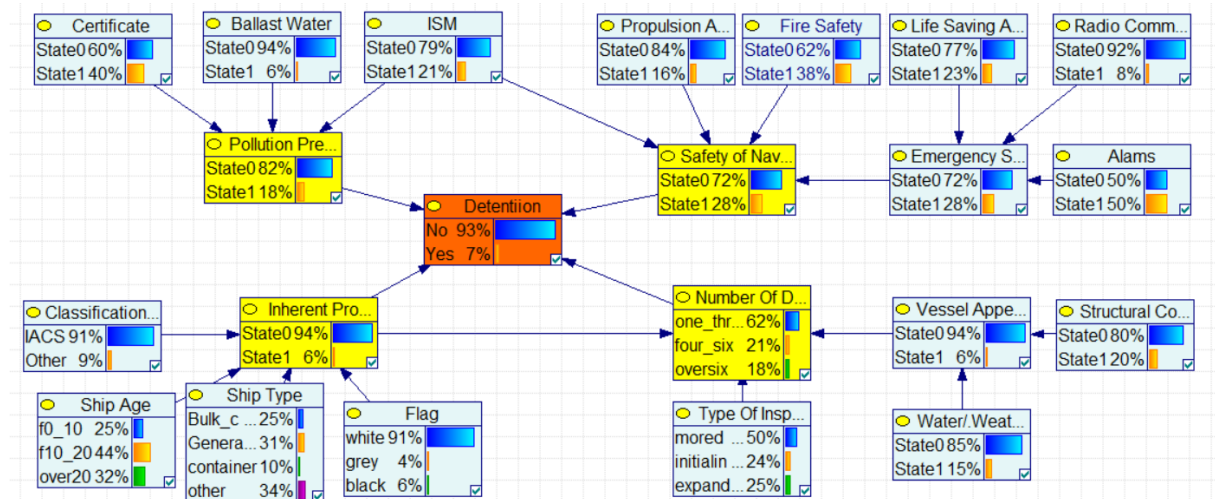 Certificate
State0 60%
State1 40%
Ballast Water
State0 94%
State1 6%
ISM
State0 79%
State1 21%
Propulsion A...
State0 84%
State1 16%
Fire Safety
State0 62%
State1 38%
Life Saving A...
State0 77%
State1 23%
Radio Comm...
State0 92%
State1 8%
Pollution Pre...
State0 82%
State1 18%
Safety of Nav...
State0 72%
State1 28%
Emergency S...
State0 72%
State1 28%
Alams
State0 50%
State1 50%
Detentiion
No 93%
Yes 7%
Classification...
IACS 91%
Other 9%
Inherent Pro...
State0 94%
State1 6%
Number Of D...
one_thr... 62%
four_six 21%
oversix 18%
Vessel Appe...
State0 94%
State1 6%
Structural Co...
State0 80%
State1 20%
Ship Age
f0_10 25%
f10_20 44%
over20 32%
Ship Type
Bulk_c ... 25%
Genera... 31%
container 10%
other 34%
Flag
white 91%
grey 4%
black 6%
Type Of Insp...
mored ... 50%
initialin ... 24%
expand... 25%
Water/.Weat...
State0 85%
State1 15%